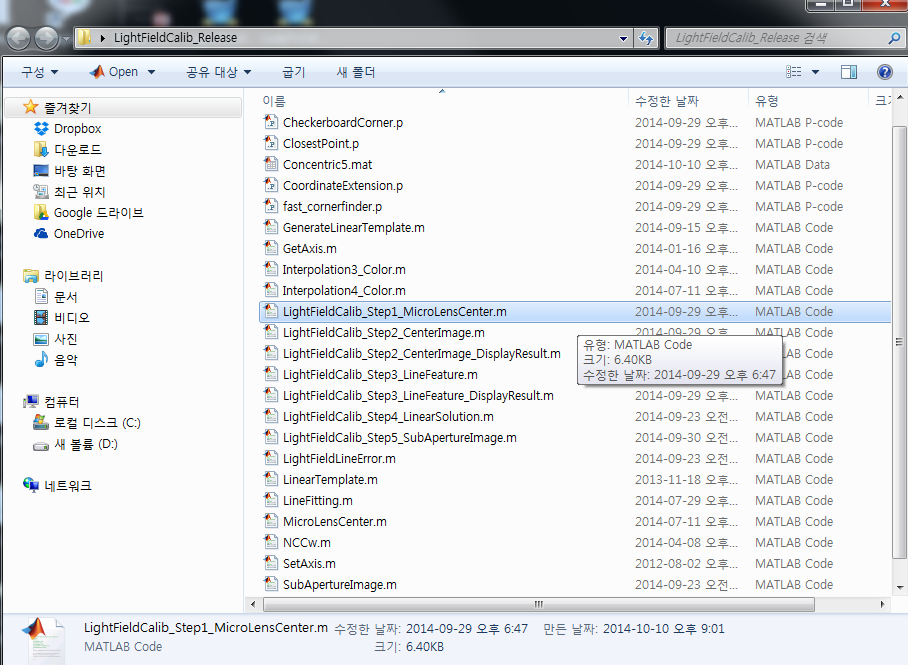 LightFieldCalib_Release
LightFieldCalib_Release 검색
구성 Open 공유 대상 굽기 새 폴더
즐겨찾기
Dropbox
다운로드
바탕 화면
최근 위치
Google 드라이브
OneDrive
라이브러리
문서
비디오
사진
음악
컴퓨터
로컬 디스크 (C:)
새 볼륨 (D:)
네트워크
이름 수정한 날짜 유형 크기
CheckerboardCorner.p 2014-09-29 오후... MATLAB P-code
ClosestPoint.p 2014-09-29 오후... MATLAB P-code
Concentric5.mat 2014-10-10 오후... MATLAB Data
CoordinateExtension.p 2014-09-29 오후... MATLAB P-code
fast_cornerfinder.p 2014-09-29 오후... MATLAB P-code
GenerateLinearTemplate.m 2014-09-15 오후... MATLAB Code
GetAxis.m 2014-01-16 오후... MATLAB Code
Interpolation3_Color.m 2014-04-10 오후... MATLAB Code
Interpolation4_Color.m 2014-07-11 오후... MATLAB Code
LightFieldCalib_Step1_MicroLensCenter.m 2014-09-29 오후... MATLAB Code
LightFieldCalib_Step2_CenterImage.m 2014-09-29 오후... MATLAB Code
LightFieldCalib_Step2_CenterImage_DisplayResult.m AB Code
LightFieldCalib_Step3_LineFeature.m AB Code
LightFieldCalib_Step3_LineFeature_DisplayResult.m 2014-09-29 오후... MATLAB Code
LightFieldCalib_Step4_LinearSolution.m 2014-09-23 오전... MATLAB Code
LightFieldCalib_Step5_SubApertureImage.m 2014-09-30 오전... MATLAB Code
LightFieldLineError.m 2014-09-23 오전... MATLAB Code
LinearTemplate.m 2013-11-18 오후... MATLAB Code
LineFitting.m 2014-07-29 오후... MATLAB Code
MicroLensCenter.m 2014-07-11 오후... MATLAB Code
NCCw.m 2014-04-08 오후... MATLAB Code
SetAxis.m 2012-08-02 오후... MATLAB Code
SubApertureImage.m 2014-09-23 오전... MATLAB Code
유형: MATLAB Code
크기: 6.40KB
수정한 날짜: 2014-09-29 오후 6:47
LightFieldCalib_Step1_MicroLensCenter.m 수정한 날짜: 2014-09-29 오후 6:47 만든 날짜: 2014-10-10 오후 9:01
MATLAB Code 크기: 6.40KB